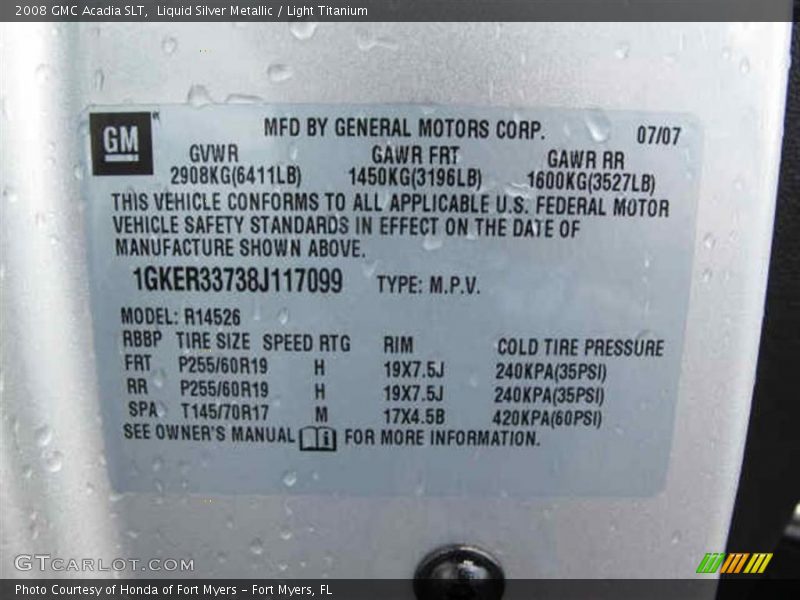 2008 GMC Acadia SLT,  Liquid Silver Metallic / Light Titanium
GM
MFD BY GENERAL MOTORS CORP. 07/07
GVWR GAWR FRT GAWR RR
2908KG(6411LB) 1450KG(3196LB) 1600KG(3527LB)
THIS VEHICLE CONFORMS TO ALL APPLICABLE U.S. FEDERAL MOTOR
VEHICLE SAFETY STANDARDS IN EFFECT ON THE DATE OF
MANUFACTURE SHOWN ABOVE.
1GKER33738J117099 TYPE: M.P.V.
MODEL: R14526
RBBP TIRE SIZE SPEED RTG RIM COLD TIRE PRESSURE
FRT P255/60R19 H 19X7.5J 240KPA(35PSI)
RR P255/60R19 H 19X7.5J 240KPA(35PSI)
SPA T145/70R17 M 17X4.5B 420KPA(60PSI)
SEE OWNER'S MANUAL FOR MORE INFORMATION.
GTcarlot.com
Photo Courtesy of Honda of Fort Myers – Fort Myers, FL